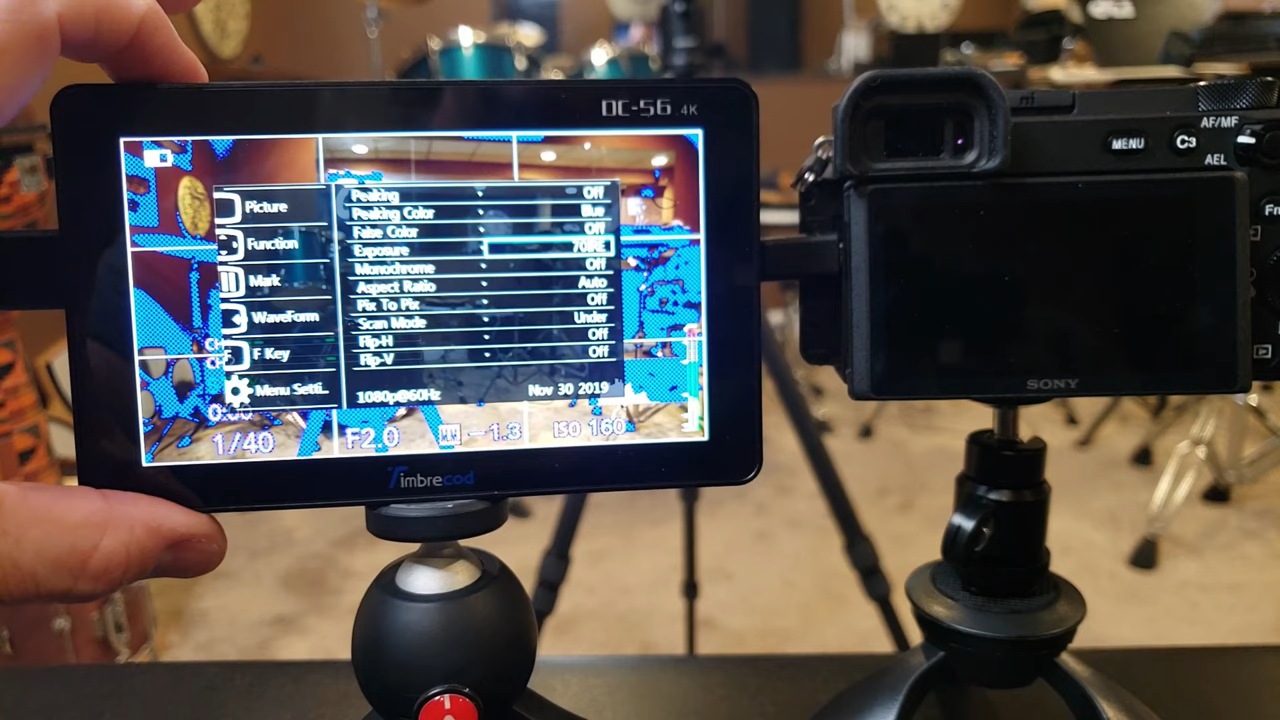 DC-56 .4K
Picture
Function
Mark
WaveForm
F Key
Menu Setti..
Peaking Off
Peaking Color Blue
False Color Off
Exposure 70IRE
Monochrome Off
Aspect Ratio Auto
Pix To Pix Off
Scan Mode Under
Flip-H Off
Flip-V Off
1080p@60Hz Nov 30 2019
1/40 F2.0 M.M. -1.3 ISO 160
Timbrecod
AF/MF
MENU C3
AEL
Fn
SONY